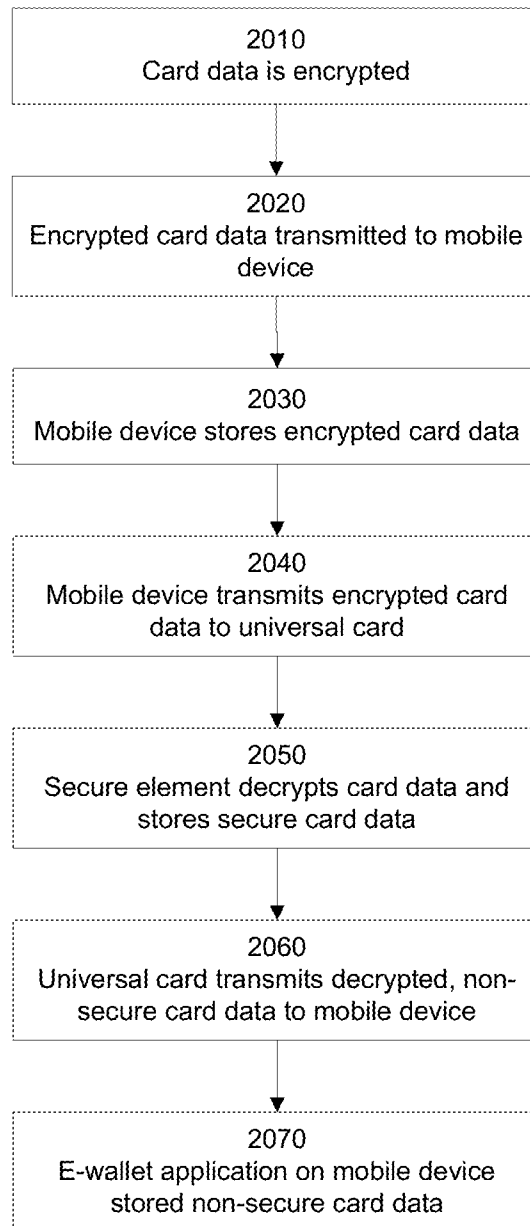 2010
Card data is encrypted
2020
Encrypted card data transmitted to mobile
device
2030
Mobile device stores encrypted card data
2040
Mobile device transmits encrypted card
data to universal card
2050
Secure element decrypts card data and
stores secure card data
2060
Universal card transmits decrypted, non-
secure card data to mobile device
2070
E-wallet application on mobile device
stored non-secure card data